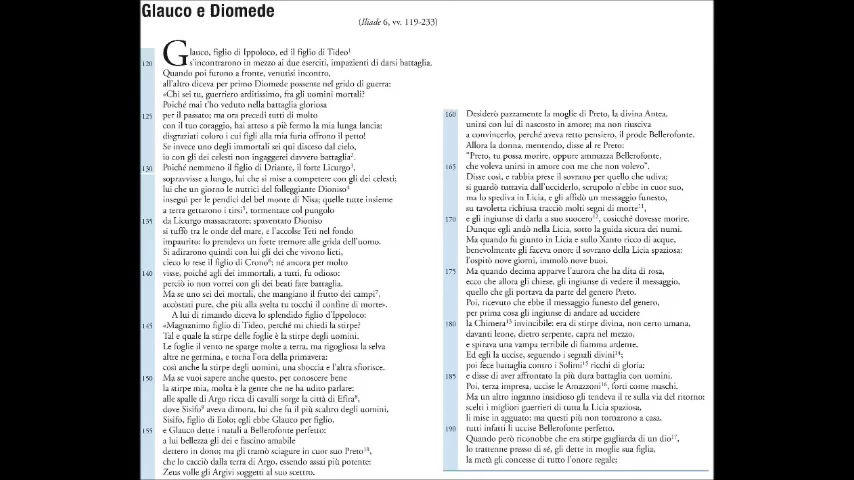 Glauco e Diomede
(Iliade 6, vv. 119-233)
Glauco, figlio di Ippoloco, ed il figlio di Tideo1
120 s'incontrarono in mezzo ai due eserciti, impazienti di darsi battaglia.
Quando poi furono a fronte, venutisi incontro,
all'altro diceva per primo Diomede possente nel grido di guerra:
«Chi sei tu, guerriero arditissimo, fra gli uomini mortali?
Poiché mai t'ho veduto nella battaglia gloriosa
125 per il passato; ma ora precedi tutti di molto
con il tuo coraggio, hai atteso a piè fermo la mia lunga lancia:
disgraziati coloro i cui figli alla mia furia offrono il petto!
Se invece uno degli immortali sei qui disceso dal cielo,
io con gli dei celesti non ingaggerei davvero battaglia2.
130 Poiché nemmeno il figlio di Driante, il forte Licurgo3,
sopravvisse a lungo, lui che si mise a competere con gli dei celesti;
lui che un giorno le nutrici del folleggiante Dioniso4
inseguì per le pendici del bel monte di Nisa; quelle tutte insieme
a terra gettarono i tirsi5, tormentate col pungolo
135 da Licurgo massacratore; spaventato Dioniso
si tuffò tra le onde del mare, e l'accolse Teti nel fondo
impaurito: lo prendeva un forte tremore alle grida dell'uomo.
Si adirarono quindi con lui gli dei che vivono lieti,
cieco lo rese il figlio di Crono6; né ancora per molto
140 visse, poiché agli dei immortali, a tutti, fu odioso:
perciò io non vorrei con gli dei beati fare battaglia.
Ma se uno sei dei mortali, che mangiano il frutto dei campi7,
accòstati pure, che più alla svelta tu tocchi il confine di morte».
A lui di rimando diceva lo splendido figlio d'Ippoloco:
145 «Magnanimo figlio di Tideo, perché mi chiedi la stirpe?
Tal e quale la stirpe delle foglie è la stirpe degli uomini.
Le foglie il vento ne sparge molte a terra, ma rigogliosa la selva
altre ne germina, e torna l'ora della primavera:
così anche la stirpe degli uomini, una sboccia e l'altra sfiorisce.
150 Ma se vuoi sapere anche questo, per conoscere bene
la stirpe mia, molta è la gente che ne ha udito parlare:
alle spalle di Argo ricca di cavalli sorge la città di Efira8,
dove Sisifo9 aveva dimora, lui che fu il più scaltro degli uomini,
Sisifo, figlio di Eolo; egli ebbe Glauco per figlio,
155 e Glauco dette i natali a Bellerofonte perfetto:
a lui bellezza gli dei e fascino amabile
dettero in dono; ma gli tramò sciagure in cuor suo Preto10,
che lo cacciò dalla terra di Argo, essendo assai più potente:
Zeus volle gli Argivi soggetti al suo scettro.
160 Desiderò pazzamente la moglie di Preto, la divina Antea,
unirsi con lui di nascosto in amore; ma non riusciva
a convincerlo, perché aveva retto pensiero, il prode Bellerofonte.
Allora la donna, mentendo, disse al re Preto:
"Preto, tu possa morire, oppure ammazza Bellerofonte,
165 che voleva unirsi in amore con me che non volevo".
Disse così, e rabbia prese il sovrano per quello che udiva;
si guardò tuttavia dall'ucciderlo, scrupolo n'ebbe in cuor suo,
ma lo spediva in Licia, e gli affidò un messaggio funesto,
su tavoletta richiusa tracciò molti segni di morte11,
170 e gli ingiunse di darla a suo suocero12, cosicché dovesse morire.
Dunque egli andò nella Licia, sotto la guida sicura dei numi.
Ma quando fu giunto in Licia e sullo Xanto ricco di acque,
benevolmente gli faceva onore il sovrano della Licia spaziosa:
l'ospitò nove giorni, immolò nove buoi.
175 Ma quando decima apparve l'aurora che ha dita di rosa,
ecco che allora gli chiese, gli ingiunse di vedere il messaggio,
quello che gli portava da parte del genero Preto.
Poi, ricevuto che ebbe il messaggio funesto del genero,
per prima cosa gli ingiunse di andare ad uccidere
180 la Chimera13 invincibile: era di stirpe divina, non certo umana,
davanti leone, dietro serpente, capra nel mezzo,
e spirava una vampa terribile di fiamma ardente.
Ed egli la uccise, seguendo i segnali divini14;
poi fece battaglia contro i Solimi15 ricchi di gloria:
185 e disse di aver affrontato la più dura battaglia con uomini.
Poi, terza impresa, uccise le Amazzoni16, forti come maschi.
Ma un altro inganno insidioso gli tendeva il re sulla via del ritorno:
scelti i migliori guerrieri di tutta la Licia spaziosa,
li mise in agguato; ma questi più non tornarono a casa,
190 tutti infatti li uccise Bellerofonte perfetto.
Quando però riconobbe che era stirpe gagliarda di un dio17,
lo trattenne presso di sé, gli dette in moglie sua figlia,
la metà gli concesse di tutto l'onore regale;